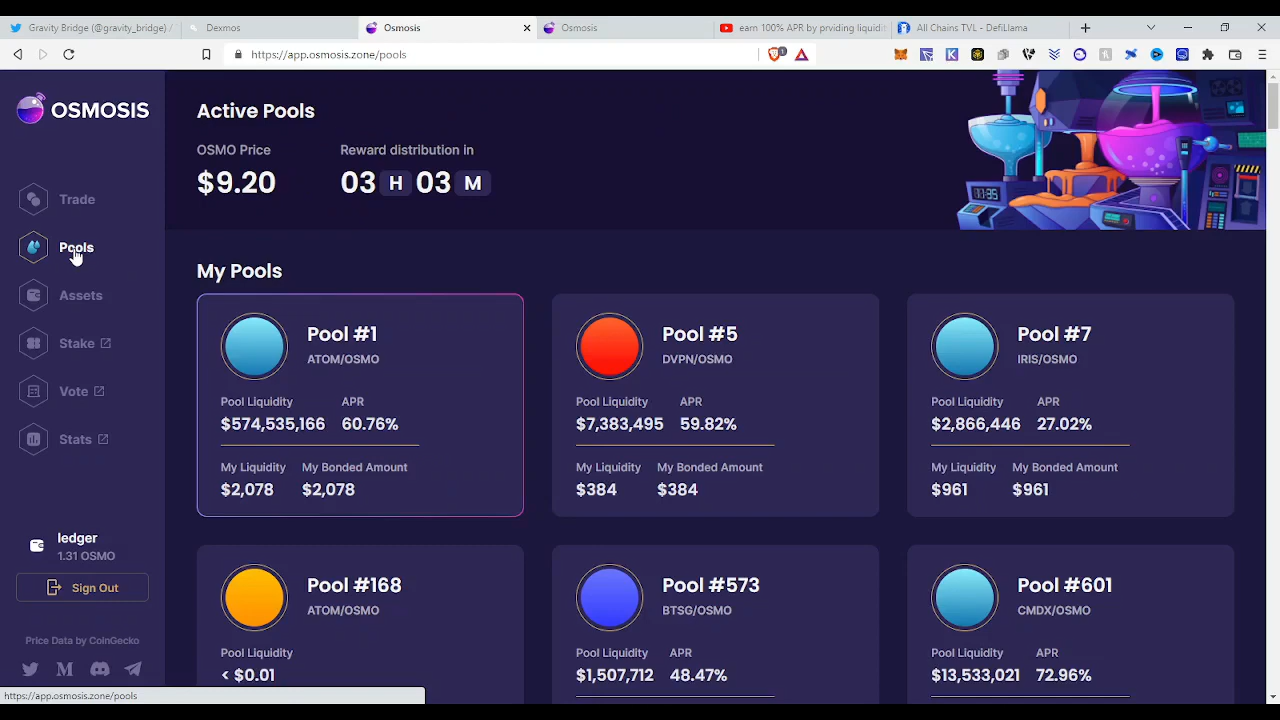 Gravity Bridge (@gravity_bridge) /
Dexmos
Osmosis
Osmosis
earn 100% APR by prviding liquidit
All Chains TVL - DefiLlama
https://app.osmosis.zone/pools
1
OSMOSIS
Trade
Pools
Assets
Stake
Vote
Stats
ledger
1.31 OSMO
Sign Out
Price Data by CoinGecko
Active Pools
OSMO Price
Reward distribution in
$9.20
03 H 03 M
My Pools
Pool #1
ATOM/OSMO
Pool Liquidity APR
$574,535,166 60.76%
My Liquidity My Bonded Amount
$2,078 $2,078
Pool #5
DVPN/OSMO
Pool Liquidity APR
$7,383,495 59.82%
My Liquidity My Bonded Amount
$384 $384
Pool #7
IRIS/OSMO
Pool Liquidity APR
$2,866,446 27.02%
My Liquidity My Bonded Amount
$961 $961
Pool #168
ATOM/OSMO
Pool Liquidity
< $0.01
Pool #573
BTSG/OSMO
Pool Liquidity APR
$1,507,712 48.47%
Pool #601
CMDX/OSMO
Pool Liquidity APR
$13,533,021 72.96%
https://app.osmosis.zone/pools